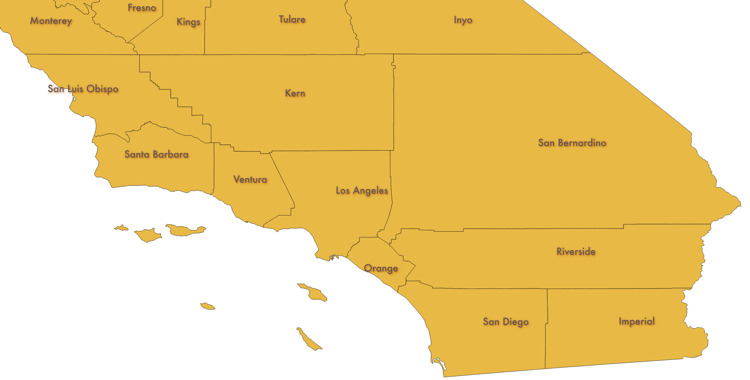 Fresno
Monterey
Kings
Tulare
Inyo
San Luis Obispo
Kern
San Bernardino
Santa Barbara
Ventura
Los Angeles
Riverside
Orange
San Diego
Imperial